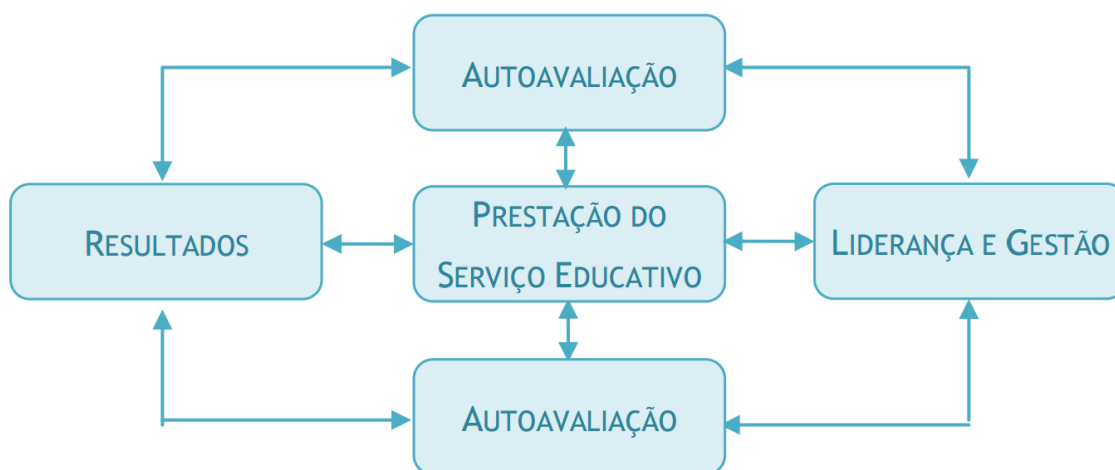 AUTOAVALIAÇÃO
RESULTADOS
PRESTAÇÃO DO
SERVIÇO EDUCATIVO
LIDERANÇA E GESTÃO
AUTOAVALIAÇÃO